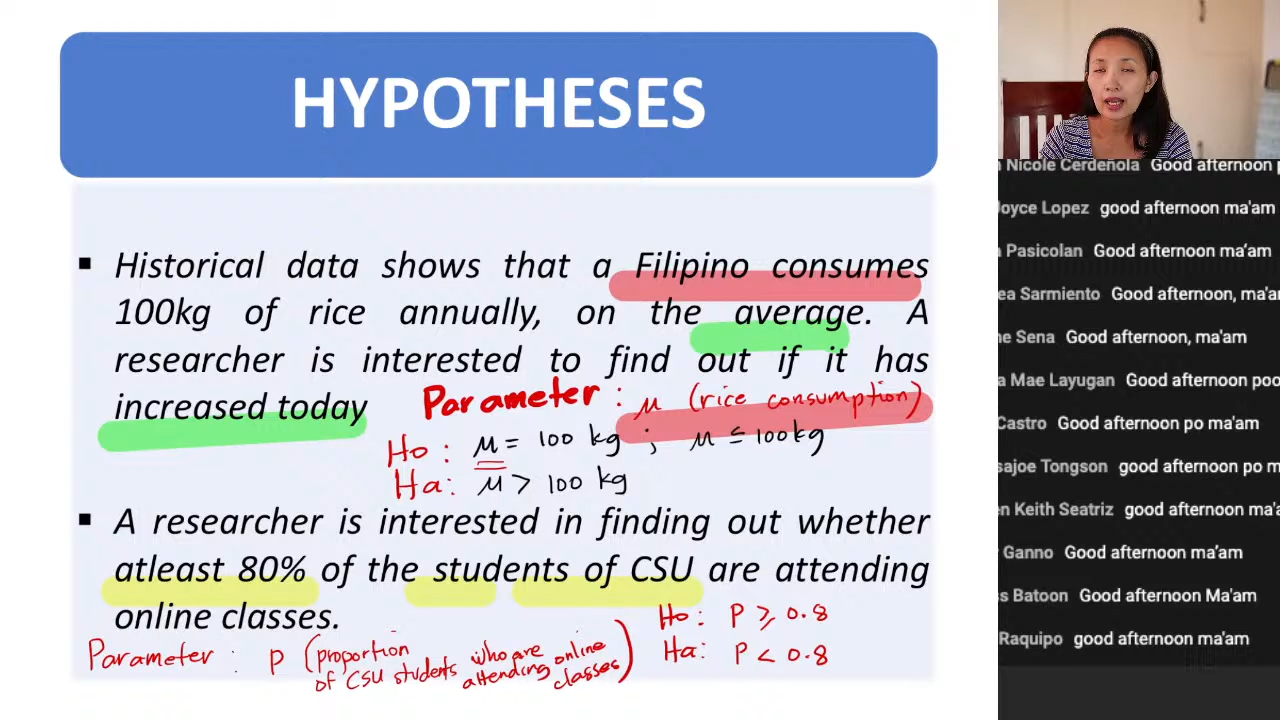 HYPOTHESES
▪ Historical data shows that a Filipino consumes
100kg of rice annually, on the average. A
researcher is interested to find out if it has
increased today
Parameter : μ (rice consumption)
Ho : μ = 100 kg ; μ ≤ 100kg
Ha : μ > 100 kg
▪ A researcher is interested in finding out whether
atleast 80% of the students of CSU are attending
online classes.
Parameter : p (proportion
of CSU students who are
attending online
classes)
Ho : P ≥ 0.8
Ha : P < 0.8
Nicole Cerdeñola Good afternoon
Joyce Lopez good afternoon ma'am
Pasicolan Good afternoon ma'am
Sarmiento Good afternoon, ma'am
Sena Good afternoon, ma'am
Mae Layugan Good afternoon poo
Castro Good afternoon po ma'am
Tongson good afternoon po m
Keith Seatriz good afternoon ma'
Ganno Good afternoon ma'am
Batoon Good afternoon Ma'am
Raquipo good afternoon ma'am